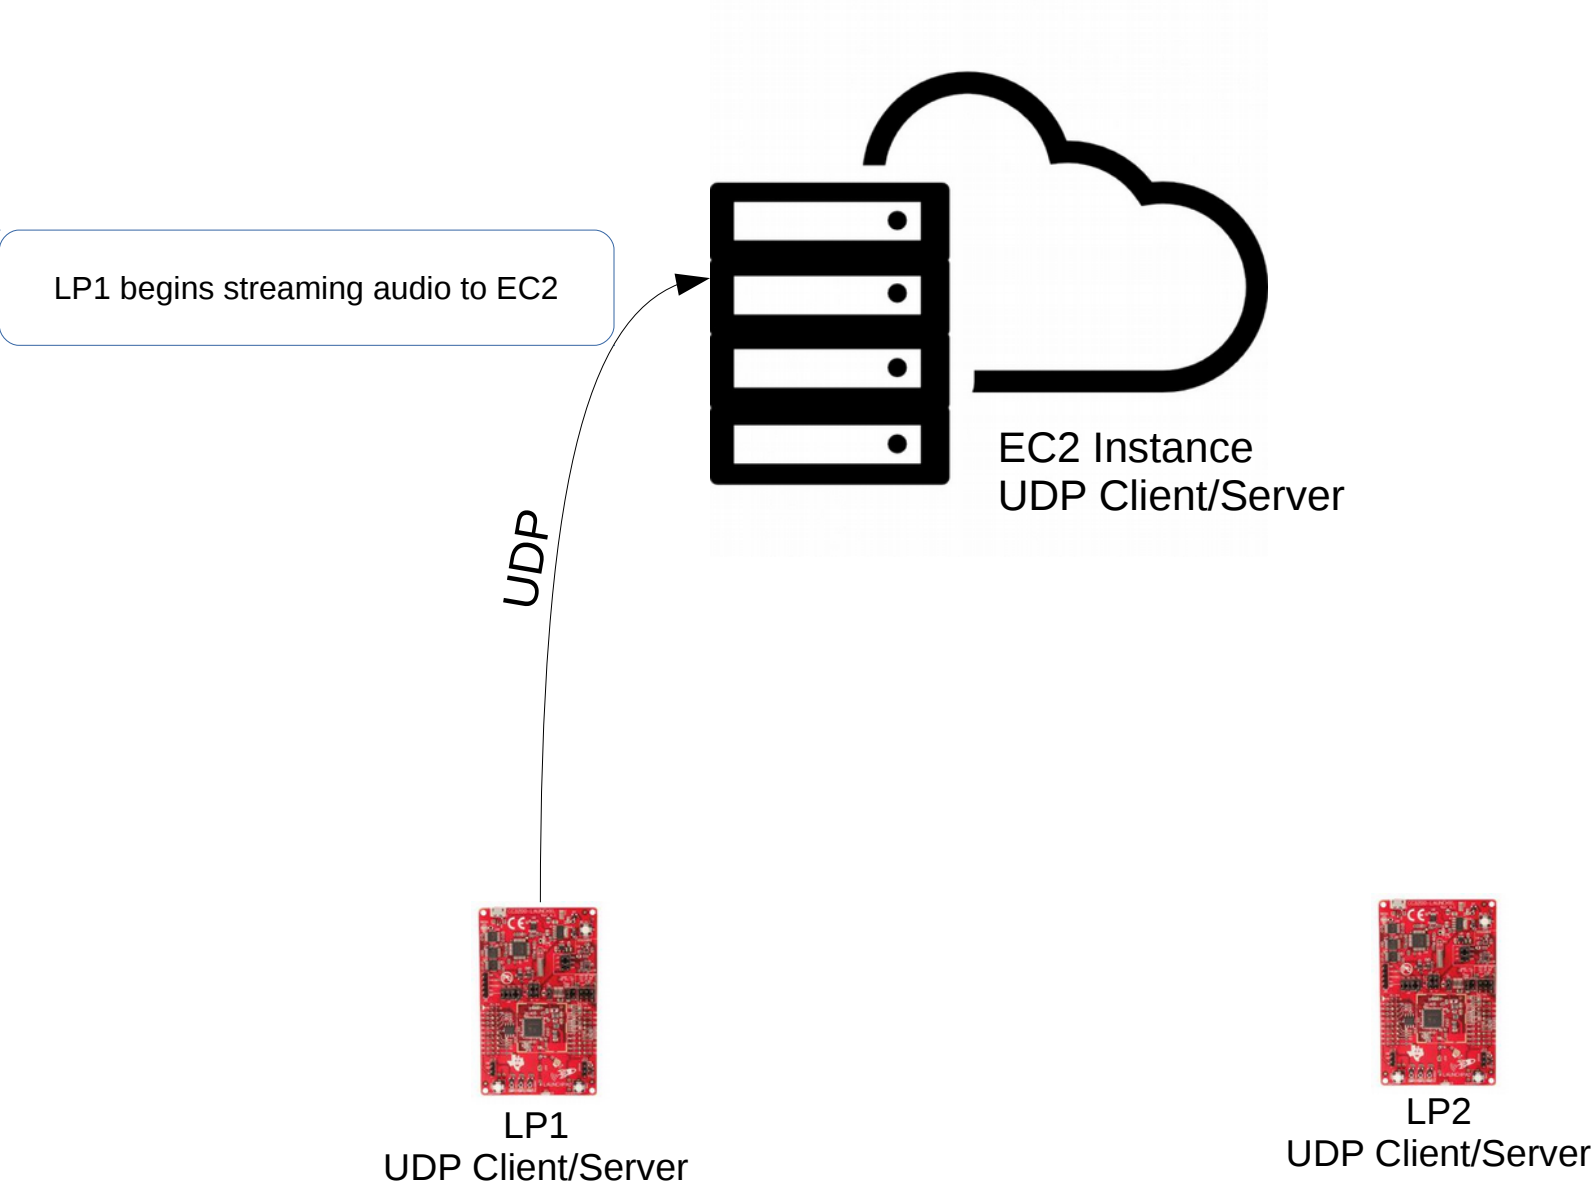 LP1 begins streaming audio to EC2
EC2 Instance
UDP Client/Server
UDP
LP1
UDP Client/Server
LP2
UDP Client/Server